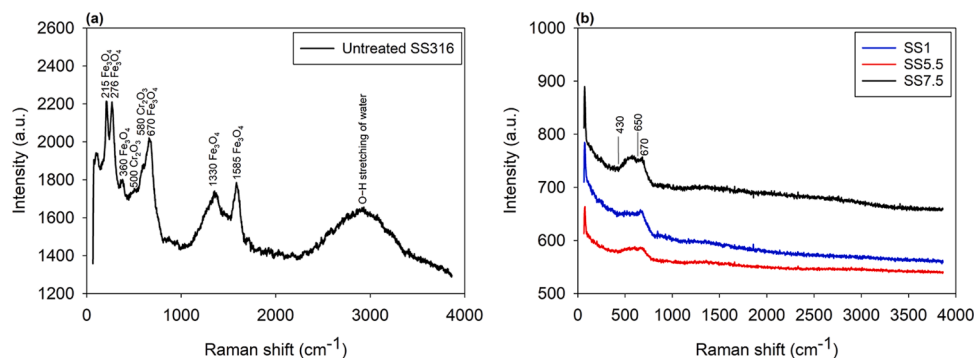 (a)
Untreated SS316
215 Fe₃O₄
276 Fe₃O₄
360 Fe₃O₄
500 Cr₂O₃
580 Cr₂O₃
670 Fe₃O₄
1330 Fe₃O₄
1585 Fe₃O₄
O–H stretching of water
Intensity (a.u.)
2600
2400
2200
2000
1800
1600
1400
1200
0
1000
2000
3000
4000
Raman shift (cm⁻¹)
(b)
SS1
SS5.5
SS7.5
430
650
670
Intensity (a.u.)
1000
900
800
700
600
500
0
500
1000
1500
2000
2500
3000
3500
4000
Raman shift (cm⁻¹)